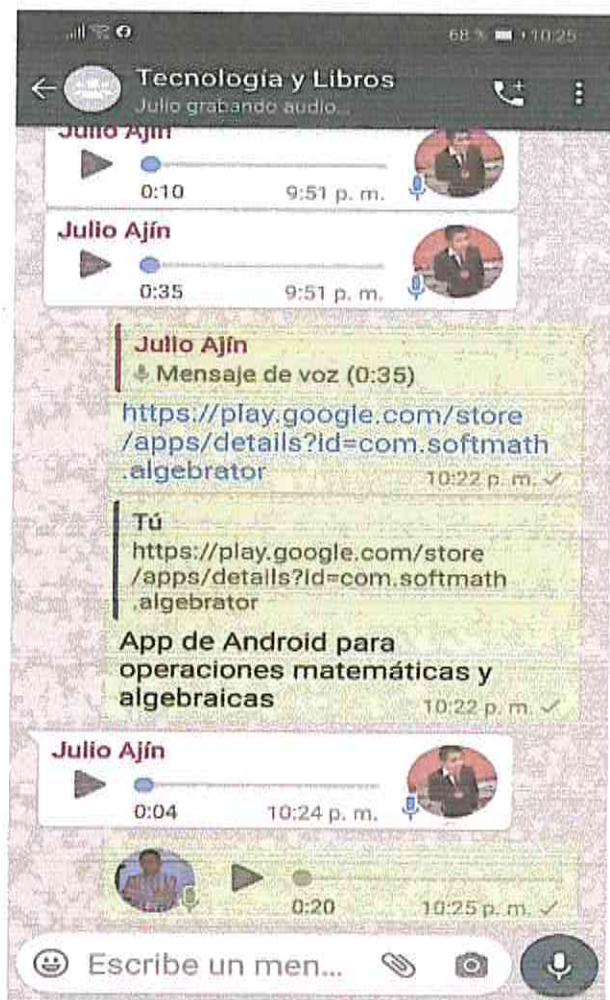 68 % 10:25
Tecnología y Libros
Julio grabando audio...
Julio Ajín
0:10 9:51 p. m.
Julio Ajín
0:35 9:51 p. m.
Julio Ajín
Mensaje de voz (0:35)
https://play.google.com/store
/apps/details?id=com.softmath
.algebrator
10:22 p. m.
Tú
https://play.google.com/store
/apps/details?id=com.softmath
.algebrator
App de Android para
operaciones matemáticas y
algebraicas
10:22 p. m.
Julio Ajín
0:04 10:24 p. m.
0:20 10:25 p. m.
Escribe un men...